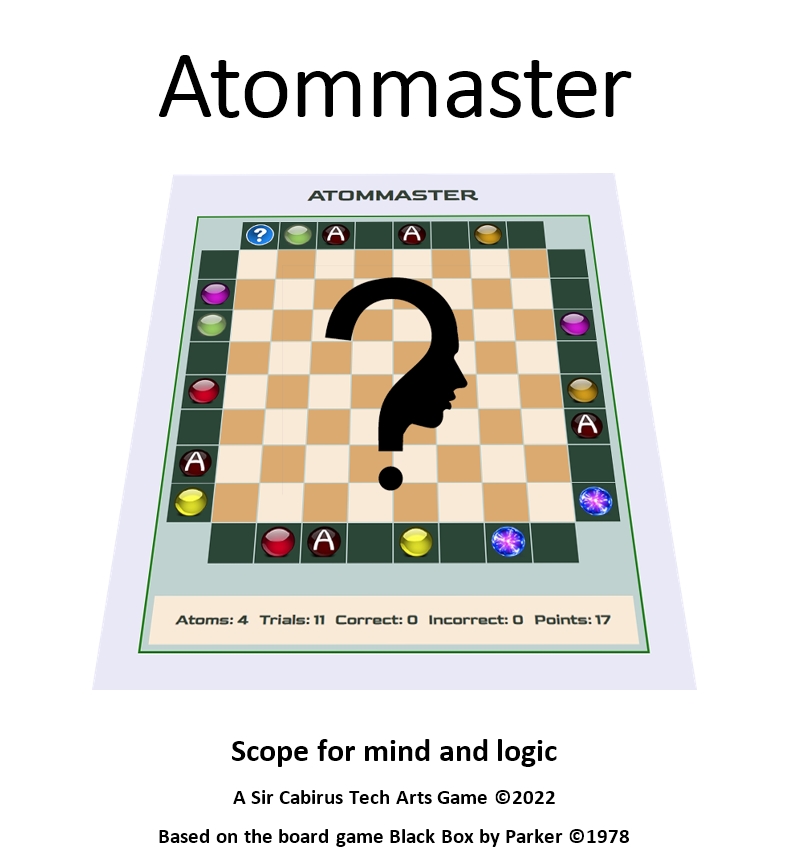 Atommaster
ATOMMASTER
? A A
A
A
A
Atoms: 4 Trials: 11 Correct: 0 Incorrect: 0 Points: 17
Scope for mind and logic
A Sir Cabirus Tech Arts Game ©2022
Based on the board game Black Box by Parker ©1978